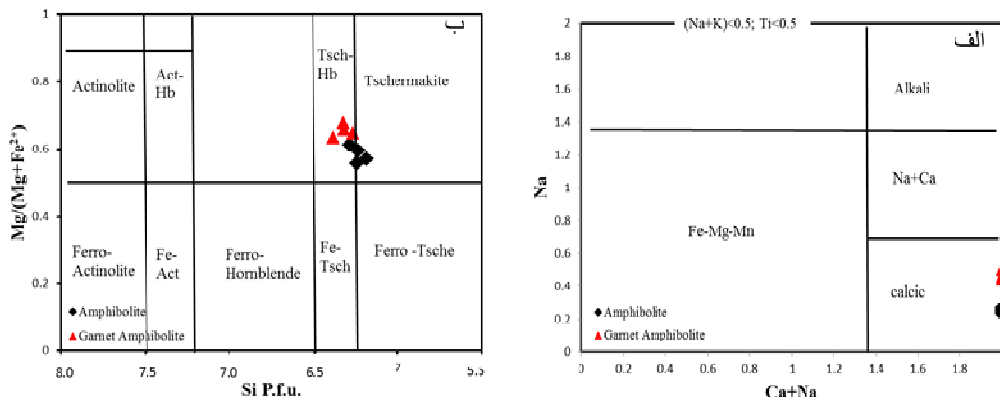 ب
1
0.8
0.6
0.4
0.2
0
Mg/(Mg+Fe²⁺)
Actinolite
Act-
Hb
Tsch-
Hb
Tschermakite
Ferro-
Actinolite
Fe-
Act
Ferro-
Hornblende
Fe-
Tsch
Ferro -Tsche
Amphibolite
Garnet Amphibolite
8.0 7.5 7.0 6.5 7 5.5
Si P.f.u.
الف
(Na+K)<0.5; Ti<0.5
2
1.8
1.6
1.4
1.2
1
0.8
0.6
0.4
0.2
0
Na
Alkali
Na+Ca
Fe-Mg-Mn
calcic
Amphibolite
Garnet Amphibolite
0 0.2 0.4 0.6 0.8 1 1.2 1.4 1.6 1.8
Ca+Na